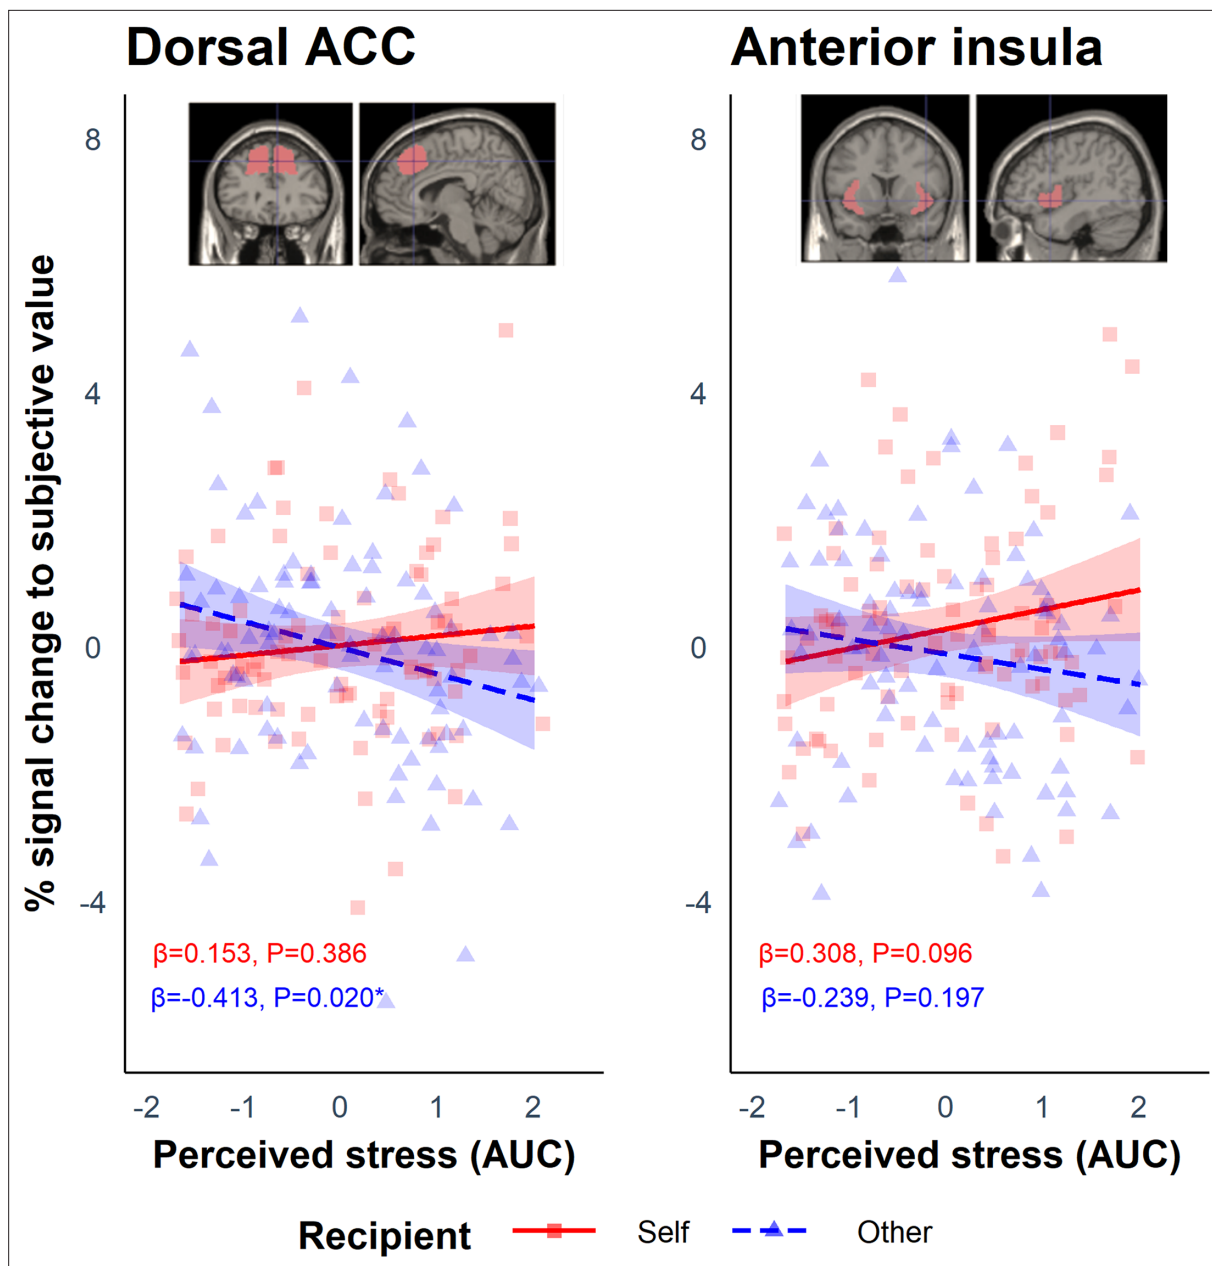 Dorsal ACC
Anterior insula
% signal change to subjective value
8
4
0
-4
8
4
0
-4
β=0.153, P=0.386
β=-0.413, P=0.020*
β=0.308, P=0.096
β=-0.239, P=0.197
-2 -1 0 1 2
-2 -1 0 1 2
Perceived stress (AUC)
Perceived stress (AUC)
Recipient Self Other